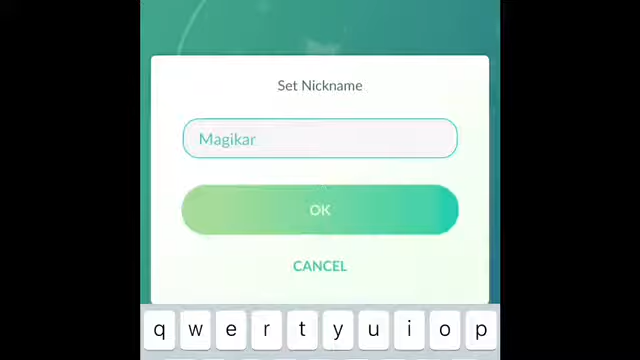 Set Nickname
Magikar
OK
CANCEL
q w e r t y u i o p